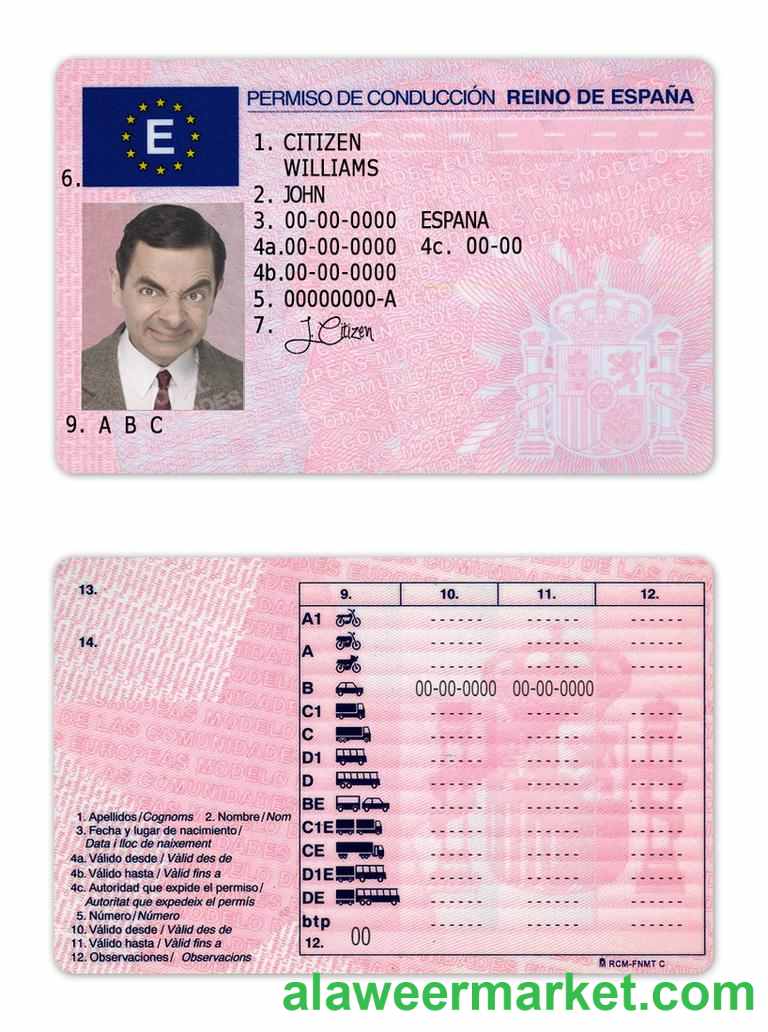 PERMISO DE CONDUCCIÓN REINO DE ESPAÑA
E
6.
1. CITIZEN
WILLIAMS
2. JOHN
3. 00-00-0000 ESPANA
4a.00-00-0000 4c. 00-00
4b.00-00-0000
5. 00000000-A
7. J. Citizen
9. A B C
13.
14.
9. 10. 11. 12.
A1 ------ ------ ------
A ------ ------ ------
------ ------ ------
B 00-00-0000 00-00-0000
C1 ------ ------ ------
C ------ ------ ------
D1 ------ ------ ------
D ------ ------ ------
BE ------ ------ ------
C1E ------ ------ ------
CE ------ ------ ------
D1E ------ ------ ------
DE ------ ------ ------
btp ------ ------ ------
12. 00
1. Apellidos/Cognoms 2. Nombre/Nom
3. Fecha y lugar de nacimiento/
Data i lloc de naixement
4a. Válido desde / Vàlid des de
4b. Válido hasta / Vàlid fins a
4c. Autoridad que expide el permiso/
Autoritat que expedeix el permís
5. Número/Número
10. Válido desde / Vàlid des de
11. Válido hasta / Vàlid fins a
12. Observaciones/ Observacions
RCM-FNMT C
alaweermarket.com